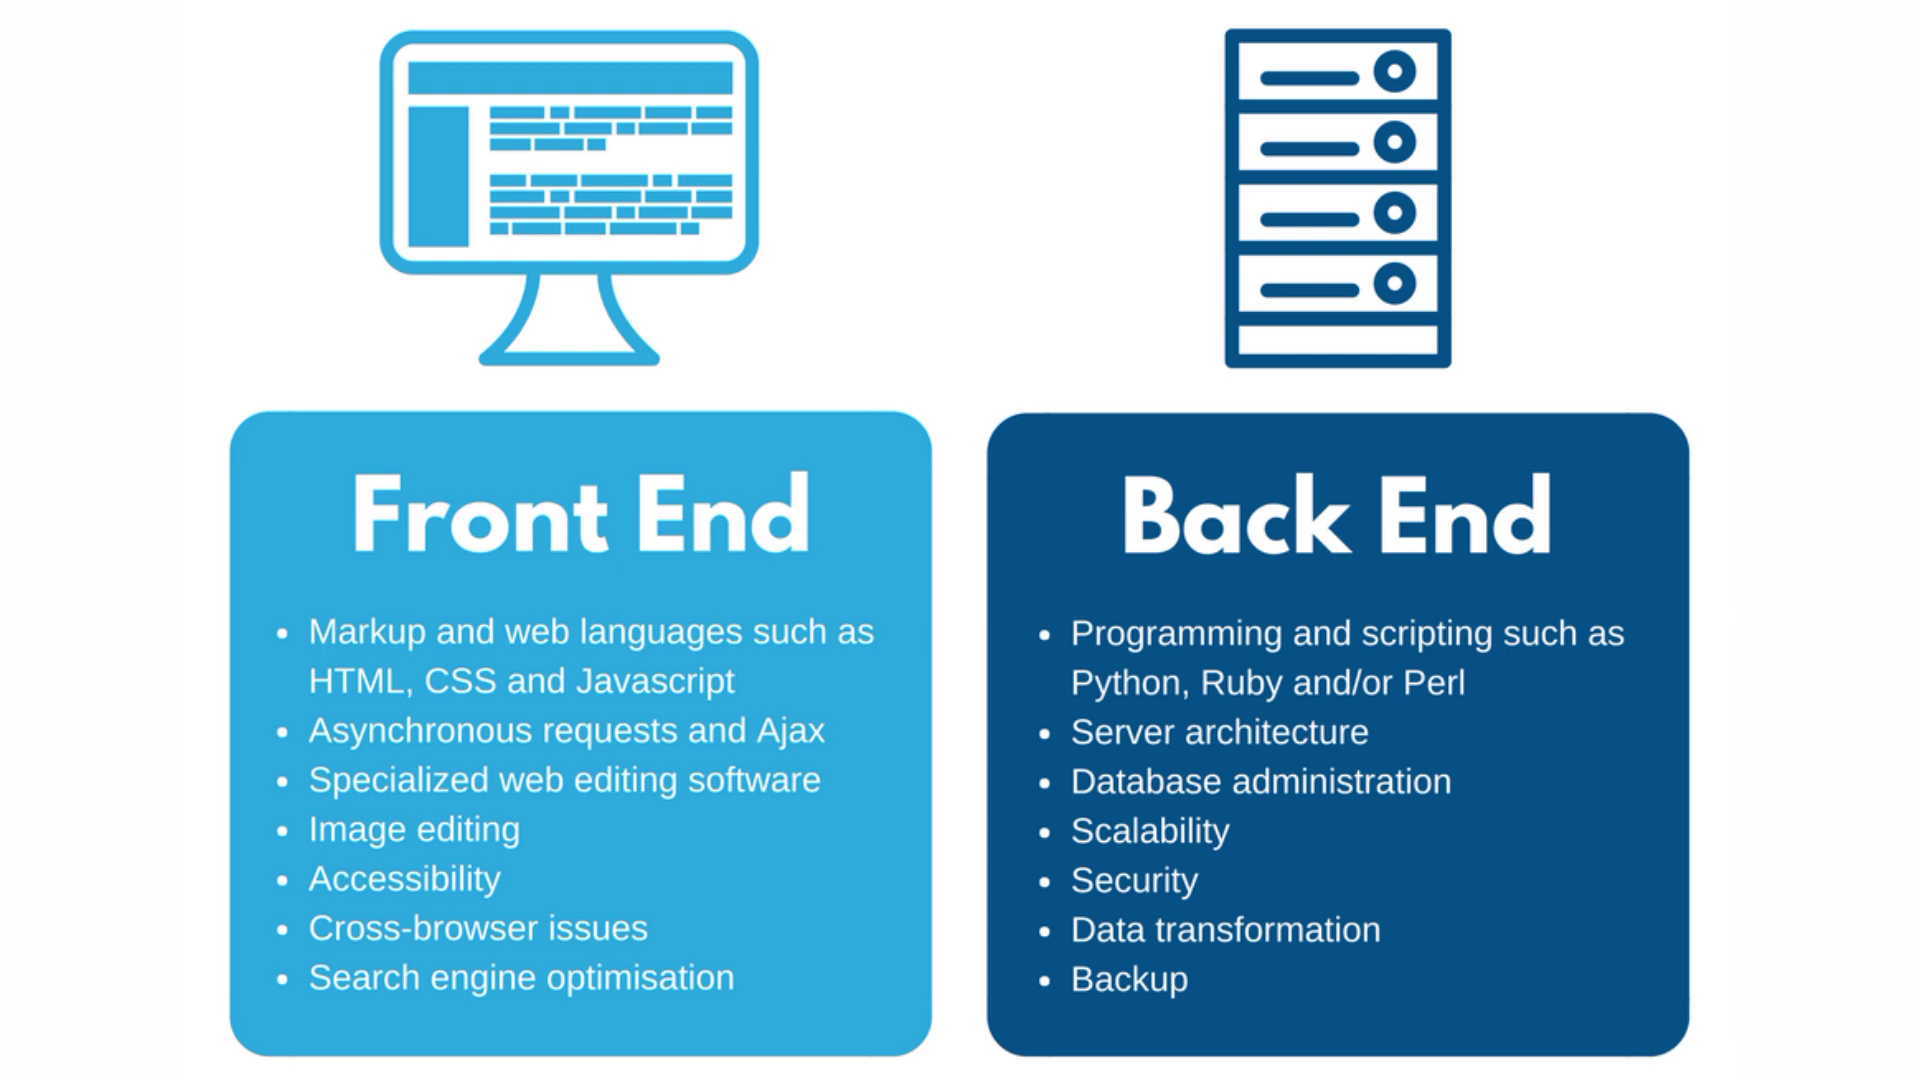 Front End
• Markup and web languages such as
HTML, CSS and Javascript
• Asynchronous requests and Ajax
• Specialized web editing software
• Image editing
• Accessibility
• Cross-browser issues
• Search engine optimisation
Back End
• Programming and scripting such as
Python, Ruby and/or Perl
• Server architecture
• Database administration
• Scalability
• Security
• Data transformation
• Backup